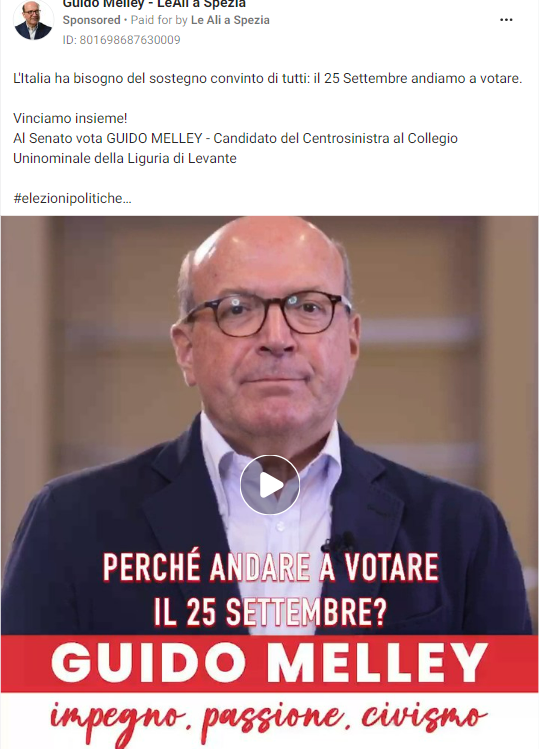 Guido Melley - LeAli a Spezia
Sponsored • Paid for by Le Ali a Spezia
ID: 801698687630009
L'Italia ha bisogno del sostegno convinto di tutti: il 25 Settembre andiamo a votare.
Vinciamo insieme!
Al Senato vota GUIDO MELLEY - Candidato del Centrosinistra al Collegio
Uninominale della Liguria di Levante
#elezionipolitiche...
PERCHÉ ANDARE A VOTARE
IL 25 SETTEMBRE?
GUIDO MELLEY
impegno, passione, civismo